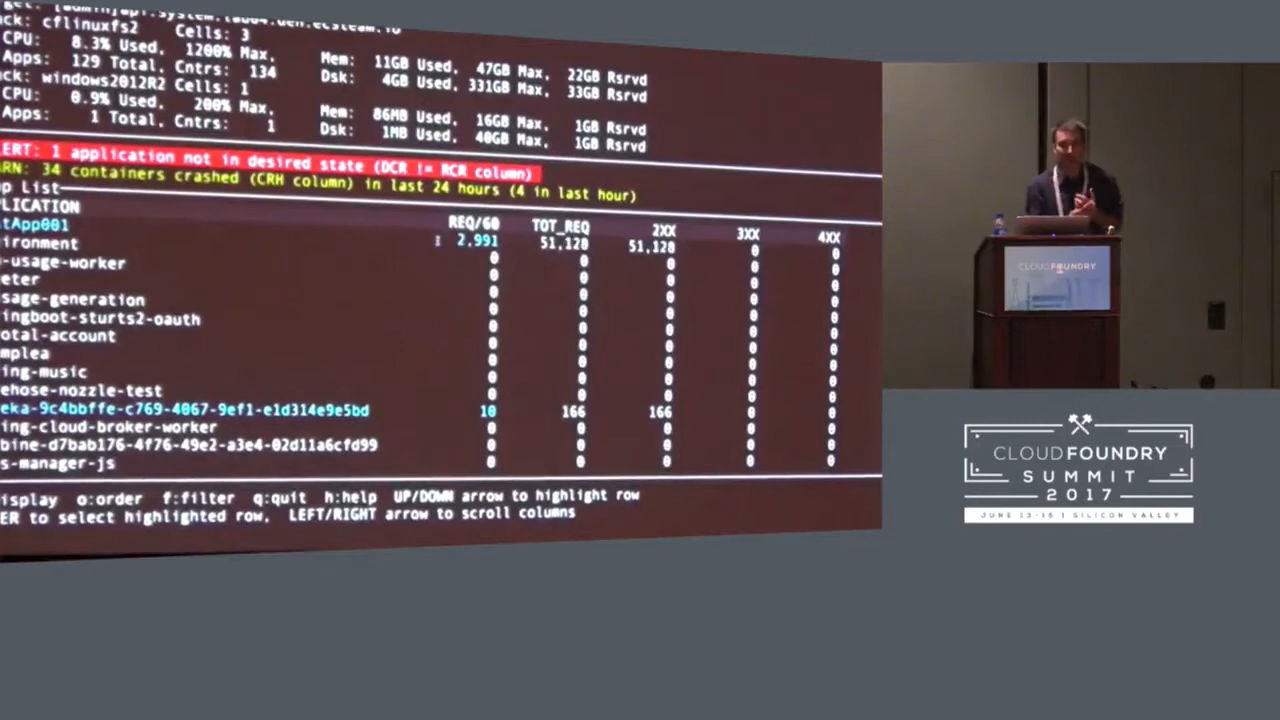 cflinuxfs2 Cells: 3
CPU: 8.3% Used, 1200% Max, Mem: 11GB Used, 47GB Max, 22GB Rsrvd
Apps: 129 Total, Cntrs: 134 Dsk: 4GB Used, 331GB Max, 33GB Rsrvd
ck: windows2012R2 Cells: 1
CPU: 0.9% Used, 200% Max, Mem: 86MB Used, 16GB Max, 1GB Rsrvd
Apps: 1 Total, Cntrs: 1 Dsk: 1MB Used, 40GB Max, 1GB Rsrvd
ERT: 1 application not in desired state (DCR != RCR column)
RN: 34 containers crashed (CRH column) in last 24 hours (4 in last hour)
p List
PLICATION REQ/60 TOT_REQ 2XX 3XX 4XX
tApp001 2,991 51,128 51,128 0 0
ironment 0 0 0 0 0
-usage-worker 0 0 0 0 0
eter 0 0 0 0 0
sage-generation 0 0 0 0 0
ingboot-sturts2-oauth 0 0 0 0 0
otal-account 0 0 0 0 0
mplea 0 0 0 0 0
ing-music 0 0 0 0 0
ehose-nozzle-test 0 0 0 0 0
eka-9c4bbffe-c769-4067-9ef1-e1d314e9e5bd 10 166 166 0 0
ing-cloud-broker-worker 0 0 0 0 0
bine-d7bab176-4f76-49e2-a3e4-02d11a6cfd99 0 0 0 0 0
s-manager-js 0 0 0 0 0
isplay o:order f:filter q:quit h:help UP/DOWN arrow to highlight row
ER to select highlighted row, LEFT/RIGHT arrow to scroll columns
CLOUDFOUNDRY
CLOUDFOUNDRY
SUMMIT
2017
JUNE 13-15 | SILICON VALLEY